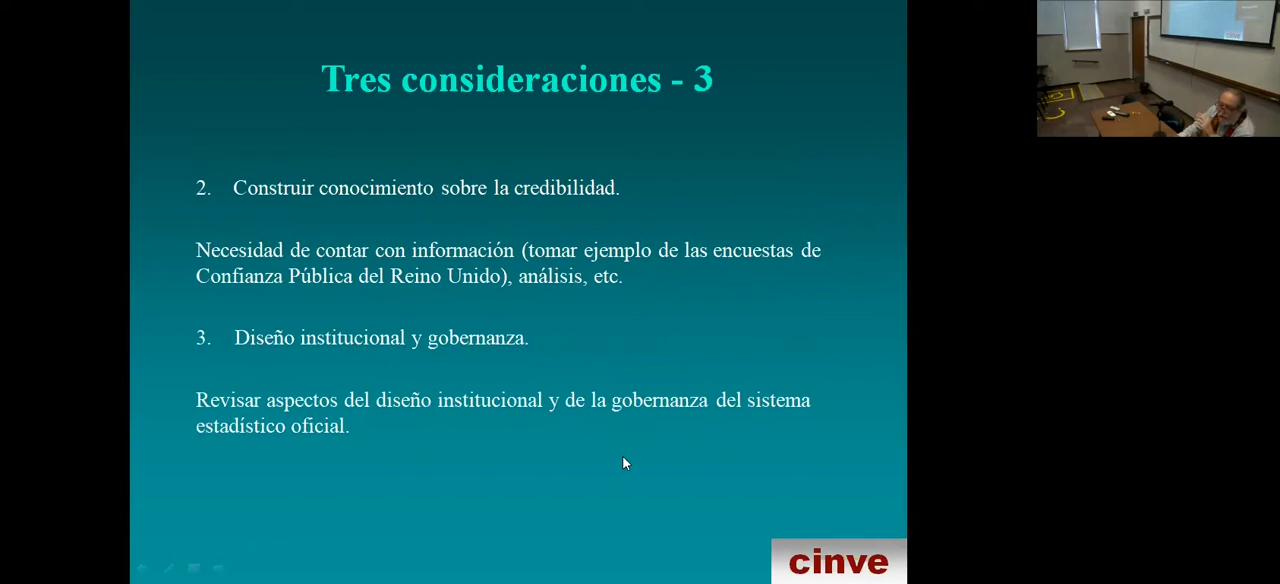 Tres consideraciones - 3
2. Construir conocimiento sobre la credibilidad.
Necesidad de contar con información (tomar ejemplo de las encuestas de
Confianza Pública del Reino Unido), análisis, etc.
3. Diseño institucional y gobernanza.
Revisar aspectos del diseño institucional y de la gobernanza del sistema
estadístico oficial.
cinve
cinve